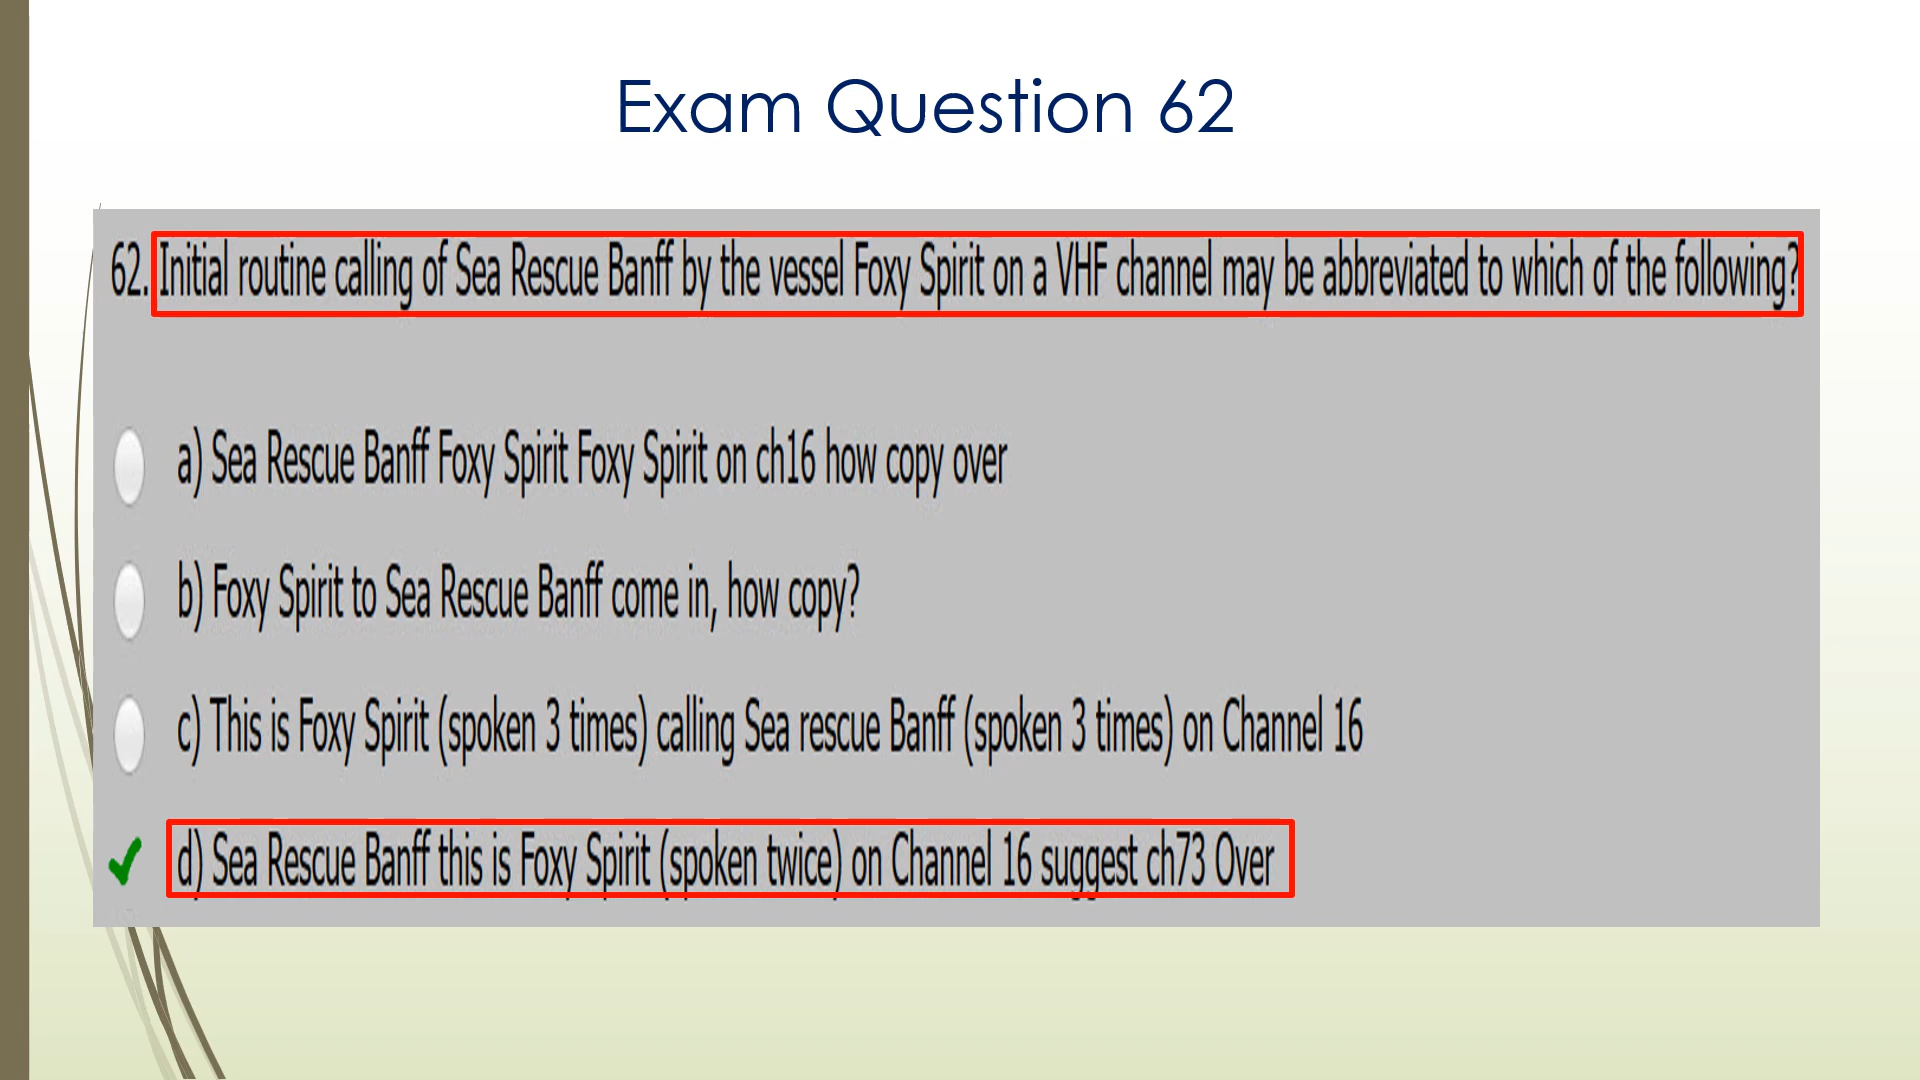 Exam Question 62
62. Initial routine calling of Sea Rescue Banff by the vessel Foxy Spirit on a VHF channel may be abbreviated to which of the following?
a) Sea Rescue Banff Foxy Spirit Foxy Spirit on ch16 how copy over
b) Foxy Spirit to Sea Rescue Banff come in, how copy?
c) This is Foxy Spirit (spoken 3 times) calling Sea rescue Banff (spoken 3 times) on Channel 16
d) Sea Rescue Banff this is Foxy Spirit (spoken twice) on Channel 16 suggest ch73 Over